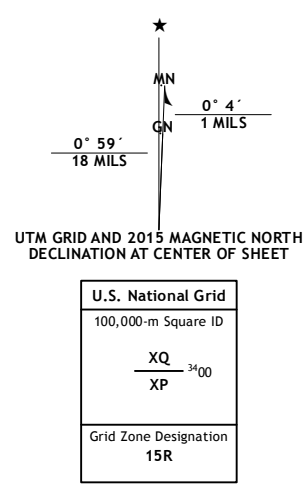 ★
MN
0° 4´
1 MILS
GN
0° 59´
18 MILS
UTM GRID AND 2015 MAGNETIC NORTH
DECLINATION AT CENTER OF SHEET
U.S. National Grid
100,000-m Square ID
XQ
3400
XP
Grid Zone Designation
15R